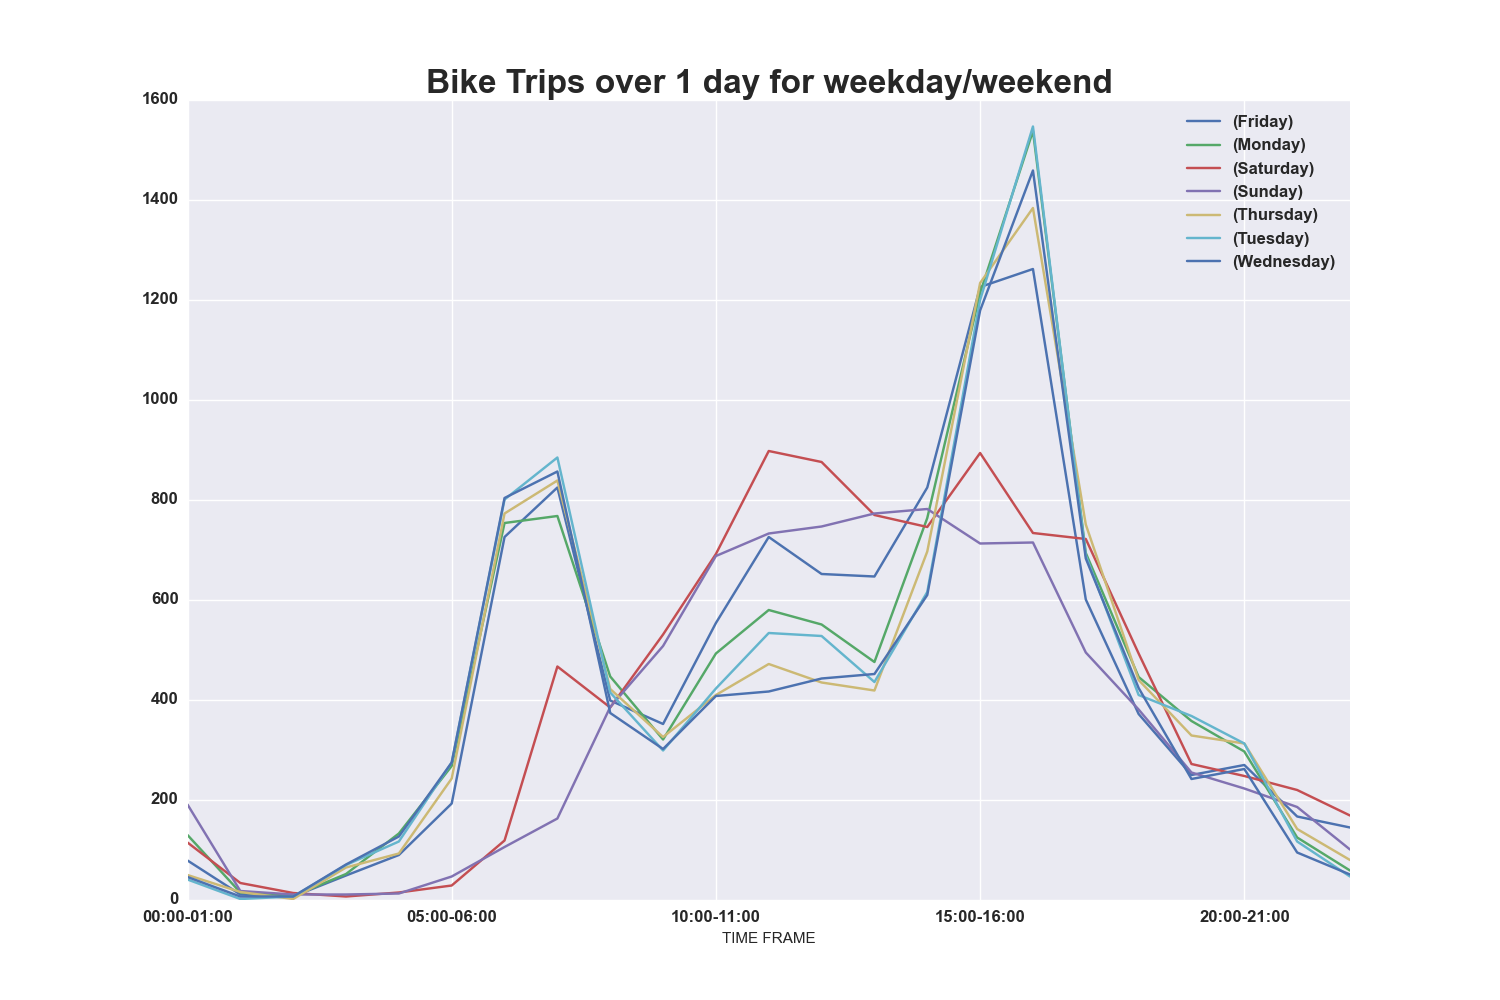 Bike Trips over 1 day for weekday/weekend
1600
1400
1200
1000
800
600
400
200
0
(Friday)
(Monday)
(Saturday)
(Sunday)
(Thursday)
(Tuesday)
(Wednesday)
00:00-01:00 05:00-06:00 10:00-11:00 15:00-16:00 20:00-21:00
TIME FRAME